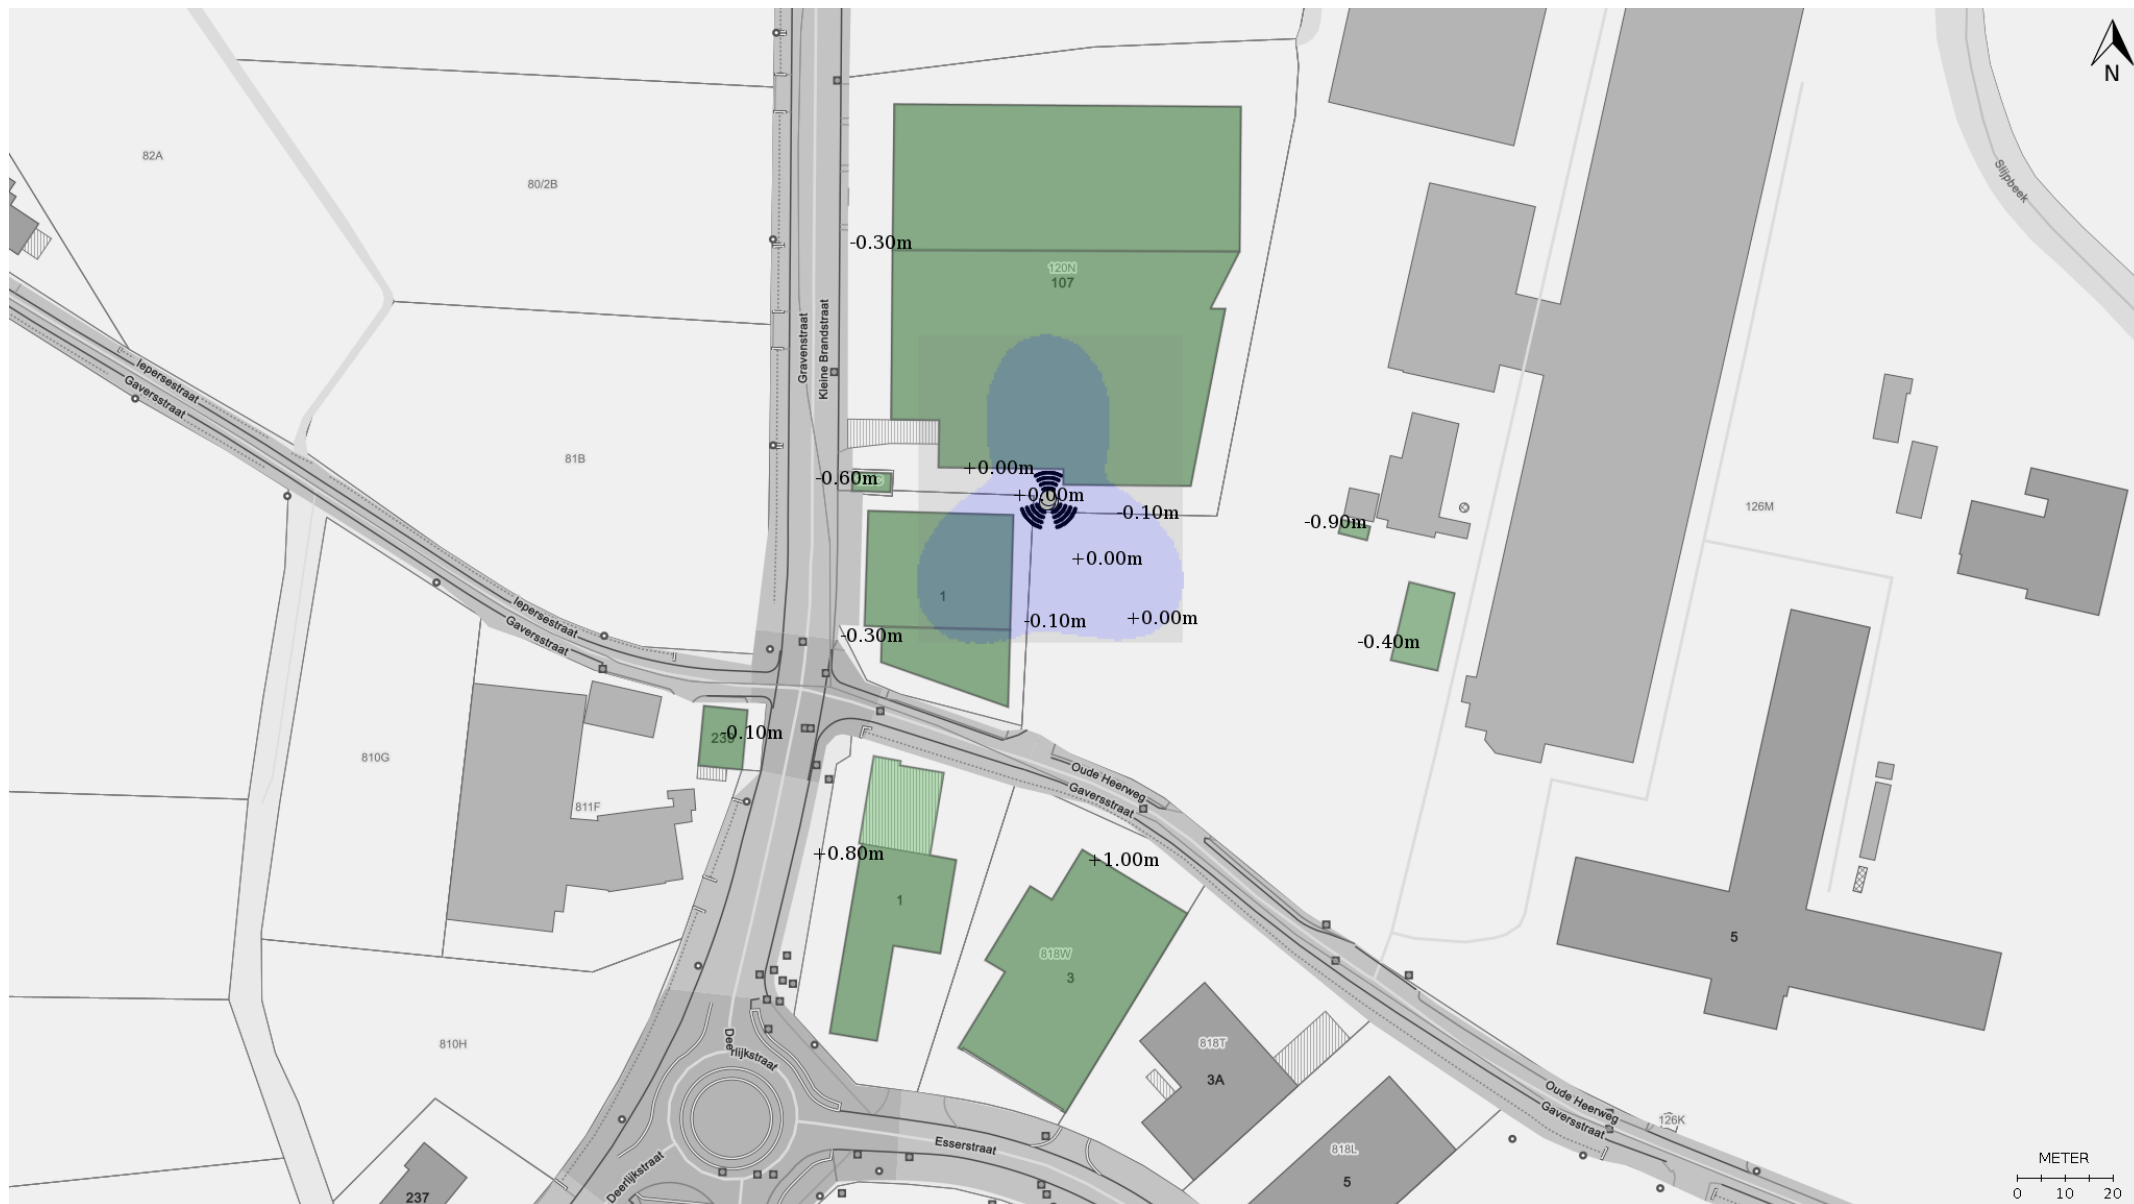 N
82A
80/2B
-0.30m
120N
107
Slijpbeek
Gravenstraat
Kleine Brandstraat
Iepersestraat
Gaversstraat
81B
+0.00m
-0.60m
+0.00m
-0.10m
-0.90m
126M
+0.00m
1
-0.10m
+0.00m
-0.30m
-0.40m
Iepersestraat
Gaversstraat
-0.10m
810G
811F
Oude Heerweg
Gaversstraat
+0.80m
+1.00m
1
818W
3
5
810H
Deerlijkstraat
818T
3A
Oude Heerweg
Gaversstraat
126K
Esserstraat
818L
5
Deerlijkstraat
237
METER
0 10 20